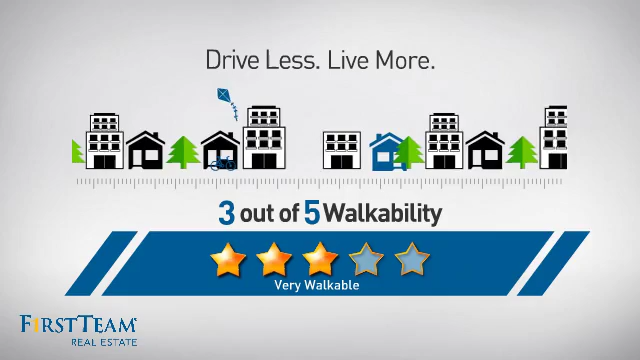 Drive Less. Live More.
3 out of 5 Walkability
Very Walkable
FIRSTTEAM®
REAL ESTATE